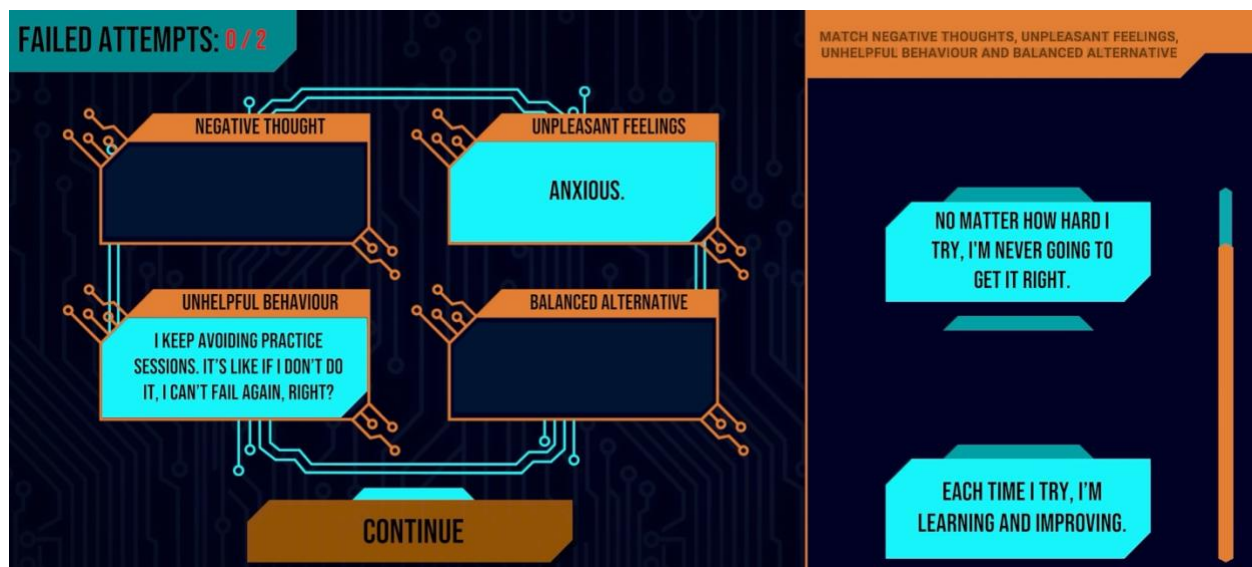 FAILED ATTEMPTS: 0 / 2
MATCH NEGATIVE THOUGHTS, UNPLEASANT FEELINGS,
UNHELPFUL BEHAVIOUR AND BALANCED ALTERNATIVE
NEGATIVE THOUGHT
UNPLEASANT FEELINGS
ANXIOUS.
UNHELPFUL BEHAVIOUR
I KEEP AVOIDING PRACTICE
SESSIONS. IT'S LIKE IF I DON'T DO
IT, I CAN'T FAIL AGAIN, RIGHT?
BALANCED ALTERNATIVE
CONTINUE
NO MATTER HOW HARD I
TRY, I'M NEVER GOING TO
GET IT RIGHT.
EACH TIME I TRY, I'M
LEARNING AND IMPROVING.